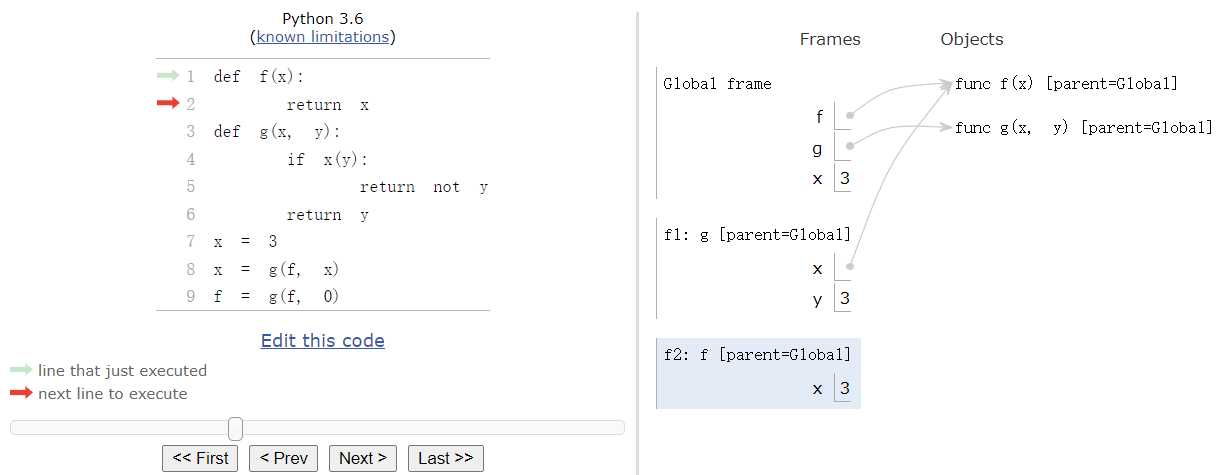 Python 3.6
(known limitations)
1 def f(x):
2 return x
3 def g(x, y):
4 if x(y):
5 return not y
6 return y
7 x = 3
8 x = g(f, x)
9 f = g(f, 0)
Edit this code
line that just executed
next line to execute
<< First < Prev Next > Last >>
Frames Objects
Global frame
f
g
x 3
func f(x) [parent=Global]
func g(x, y) [parent=Global]
f1: g [parent=Global]
x
y 3
f2: f [parent=Global]
x 3